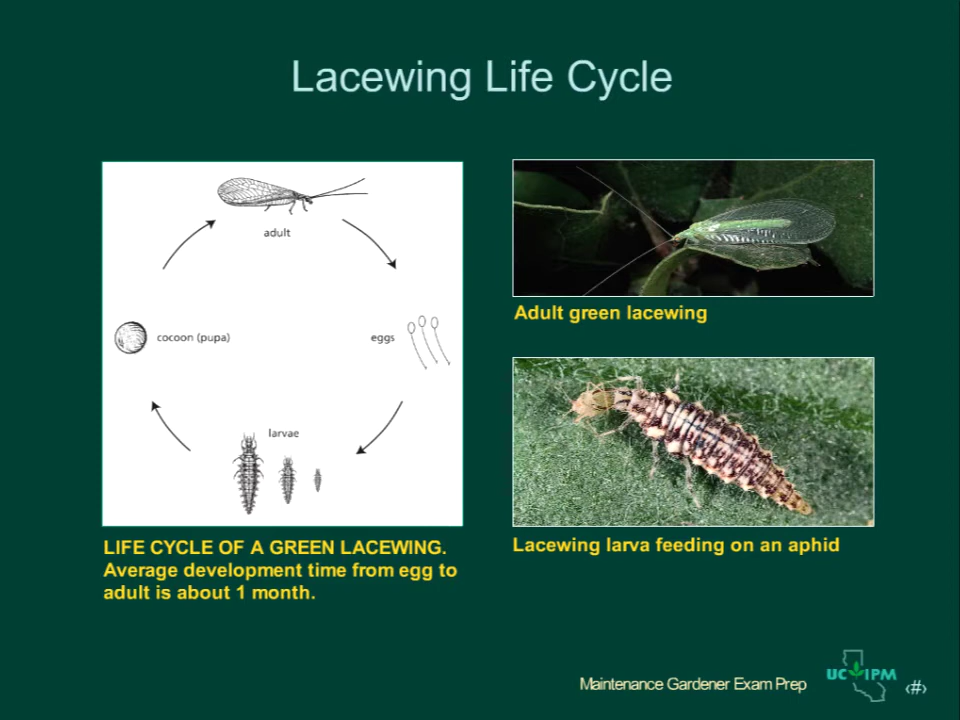 Lacewing Life Cycle
adult
cocoon (pupa)
eggs
larvae
LIFE CYCLE OF A GREEN LACEWING.
Average development time from egg to
adult is about 1 month.
Adult green lacewing
Lacewing larva feeding on an aphid
Maintenance Gardener Exam Prep
UC IPM
‹#›